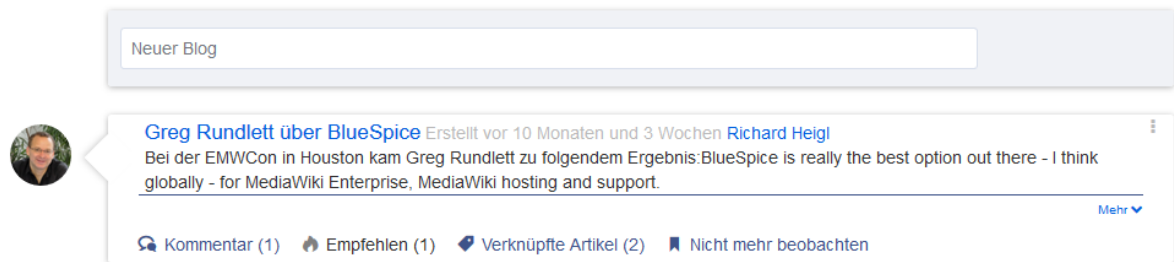 Neuer Blog
Greg Rundlett über BlueSpice Erstellt vor 10 Monaten und 3 Wochen Richard Heigl
Bei der EMWCon in Houston kam Greg Rundlett zu folgendem Ergebnis:BlueSpice is really the best option out there - I think
globally - for MediaWiki Enterprise, MediaWiki hosting and support.
Mehr
Kommentar (1) Empfehlen (1) Verknüpfte Artikel (2) Nicht mehr beobachten